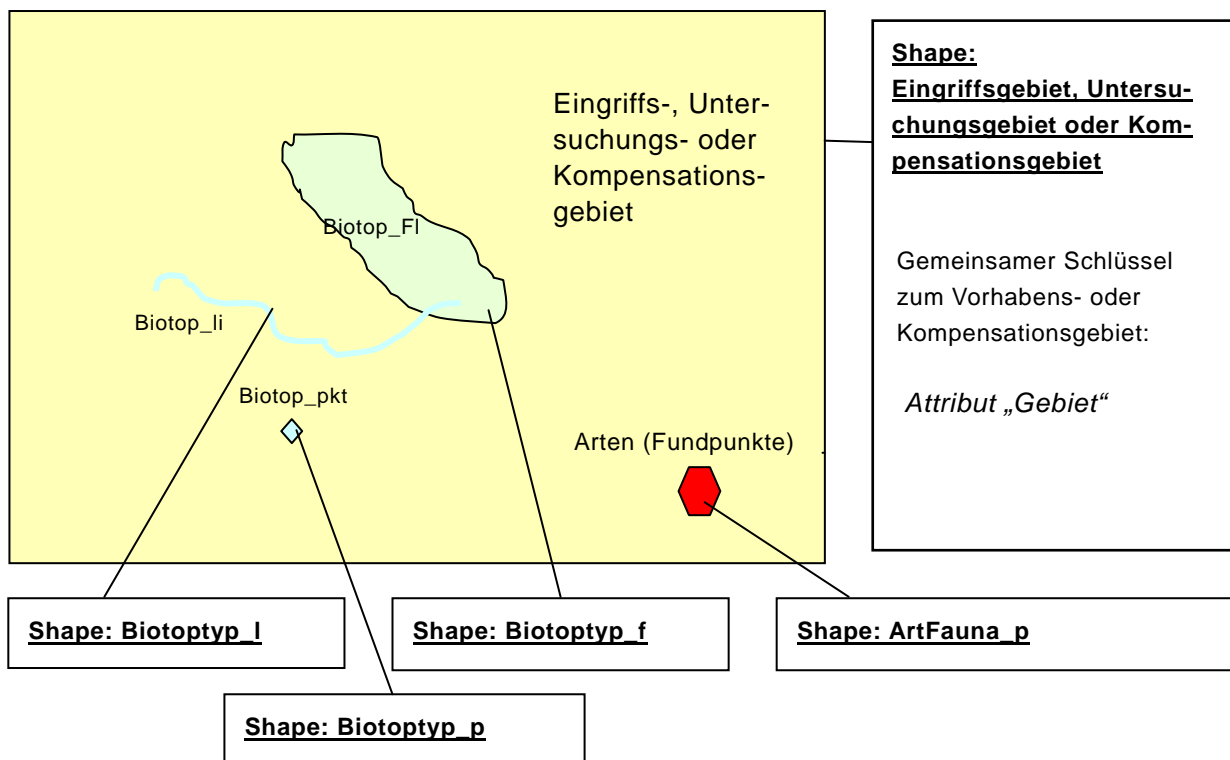 Eingriffs-, Unter-
suchungs- oder
Kompensations-
gebiet
Biotop_Fl
Biotop_li
Biotop_pkt
Arten (Fundpunkte)
Shape:
Eingriffsgebiet, Untersu-
chungsgebiet oder Kom-
pensationsgebiet
Gemeinsamer Schlüssel
zum Vorhabens- oder
Kompensationsgebiet:
Attribut „Gebiet“
Shape: Biotoptyp_l
Shape: Biotoptyp_f
Shape: ArtFauna_p
Shape: Biotoptyp_p